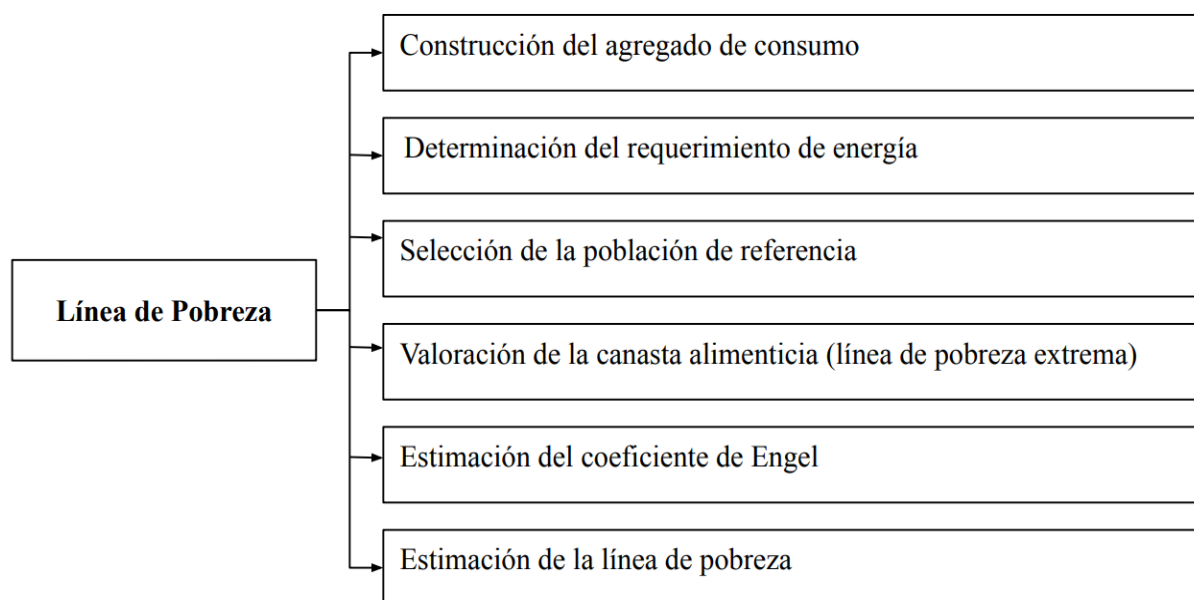 Construcción del agregado de consumo
Determinación del requerimiento de energía
Selección de la población de referencia
Línea de Pobreza
Valoración de la canasta alimenticia (línea de pobreza extrema)
Estimación del coeficiente de Engel
Estimación de la línea de pobreza